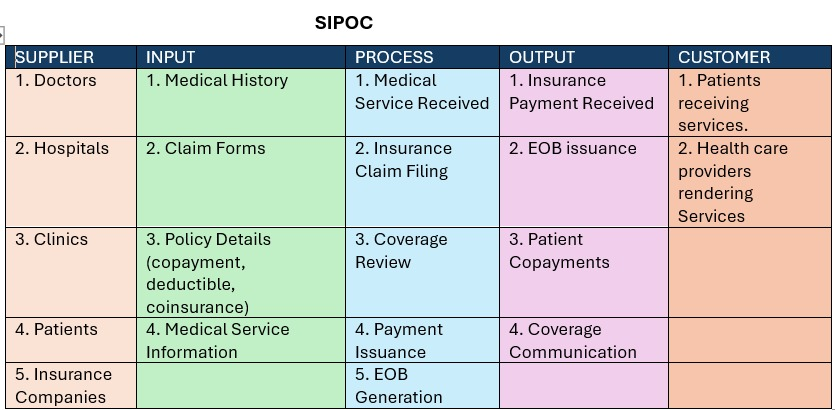 SIPOC
SUPPLIER INPUT PROCESS OUTPUT CUSTOMER
1. Doctors
1. Medical History
1. Medical
Service Received
1. Insurance
Payment Received
1. Patients
receiving
services.
2. Hospitals
2. Claim Forms
2. Insurance
Claim Filing
2. EOB issuance
2. Health care
providers
rendering
Services
3. Clinics
3. Policy Details
(copayment,
deductible,
coinsurance)
3. Coverage
Review
3. Patient
Copayments
4. Patients
4. Medical Service
Information
4. Payment
Issuance
4. Coverage
Communication
5. Insurance
Companies
5. EOB
Generation